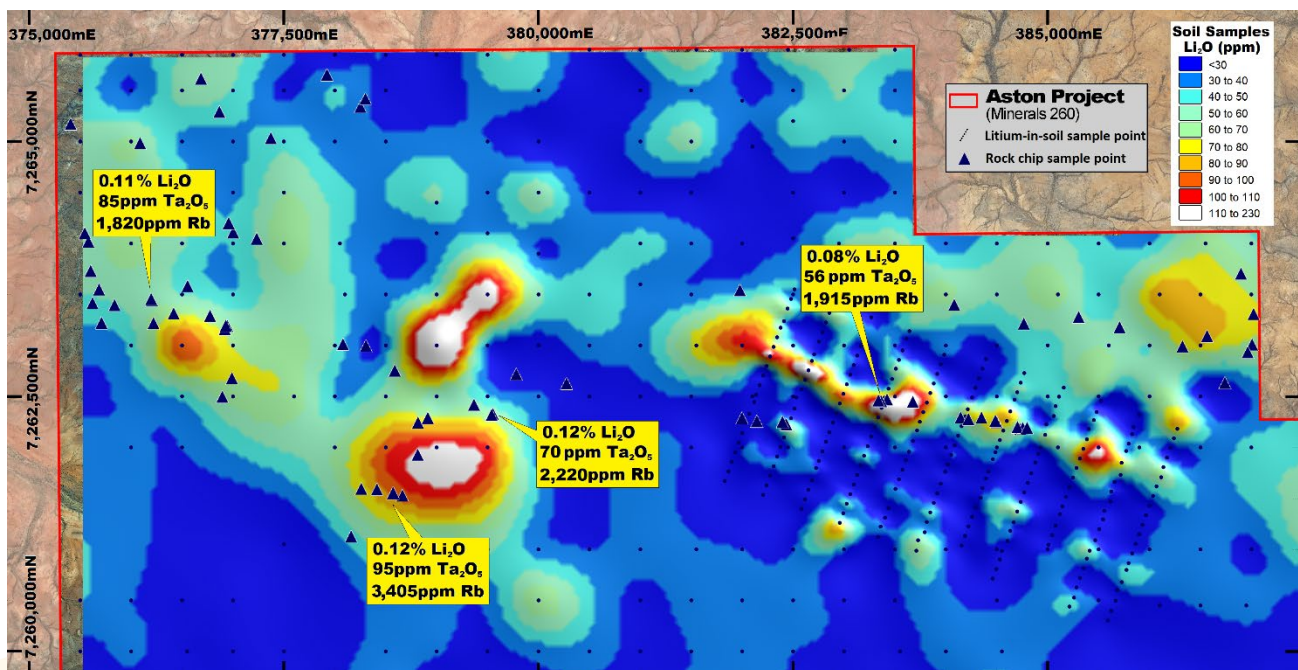 375,000mE
377,500mE
380,000mE
382,500mE
385,000mE
Soil Samples
Li₂O (ppm)
<30
30 to 40
40 to 50
50 to 60
60 to 70
70 to 80
80 to 90
90 to 100
100 to 110
110 to 230
Aston Project
(Minerals 260)
Litium-in-soil sample point
Rock chip sample point
7,265,000mN
0.11% Li₂O
85ppm Ta₂O₅
1,820ppm Rb
0.08% Li₂O
56 ppm Ta₂O₅
1,915ppm Rb
7,262,500mN
0.12% Li₂O
70 ppm Ta₂O₅
2,220ppm Rb
0.12% Li₂O
95ppm Ta₂O₅
3,405ppm Rb
7,260,000mN